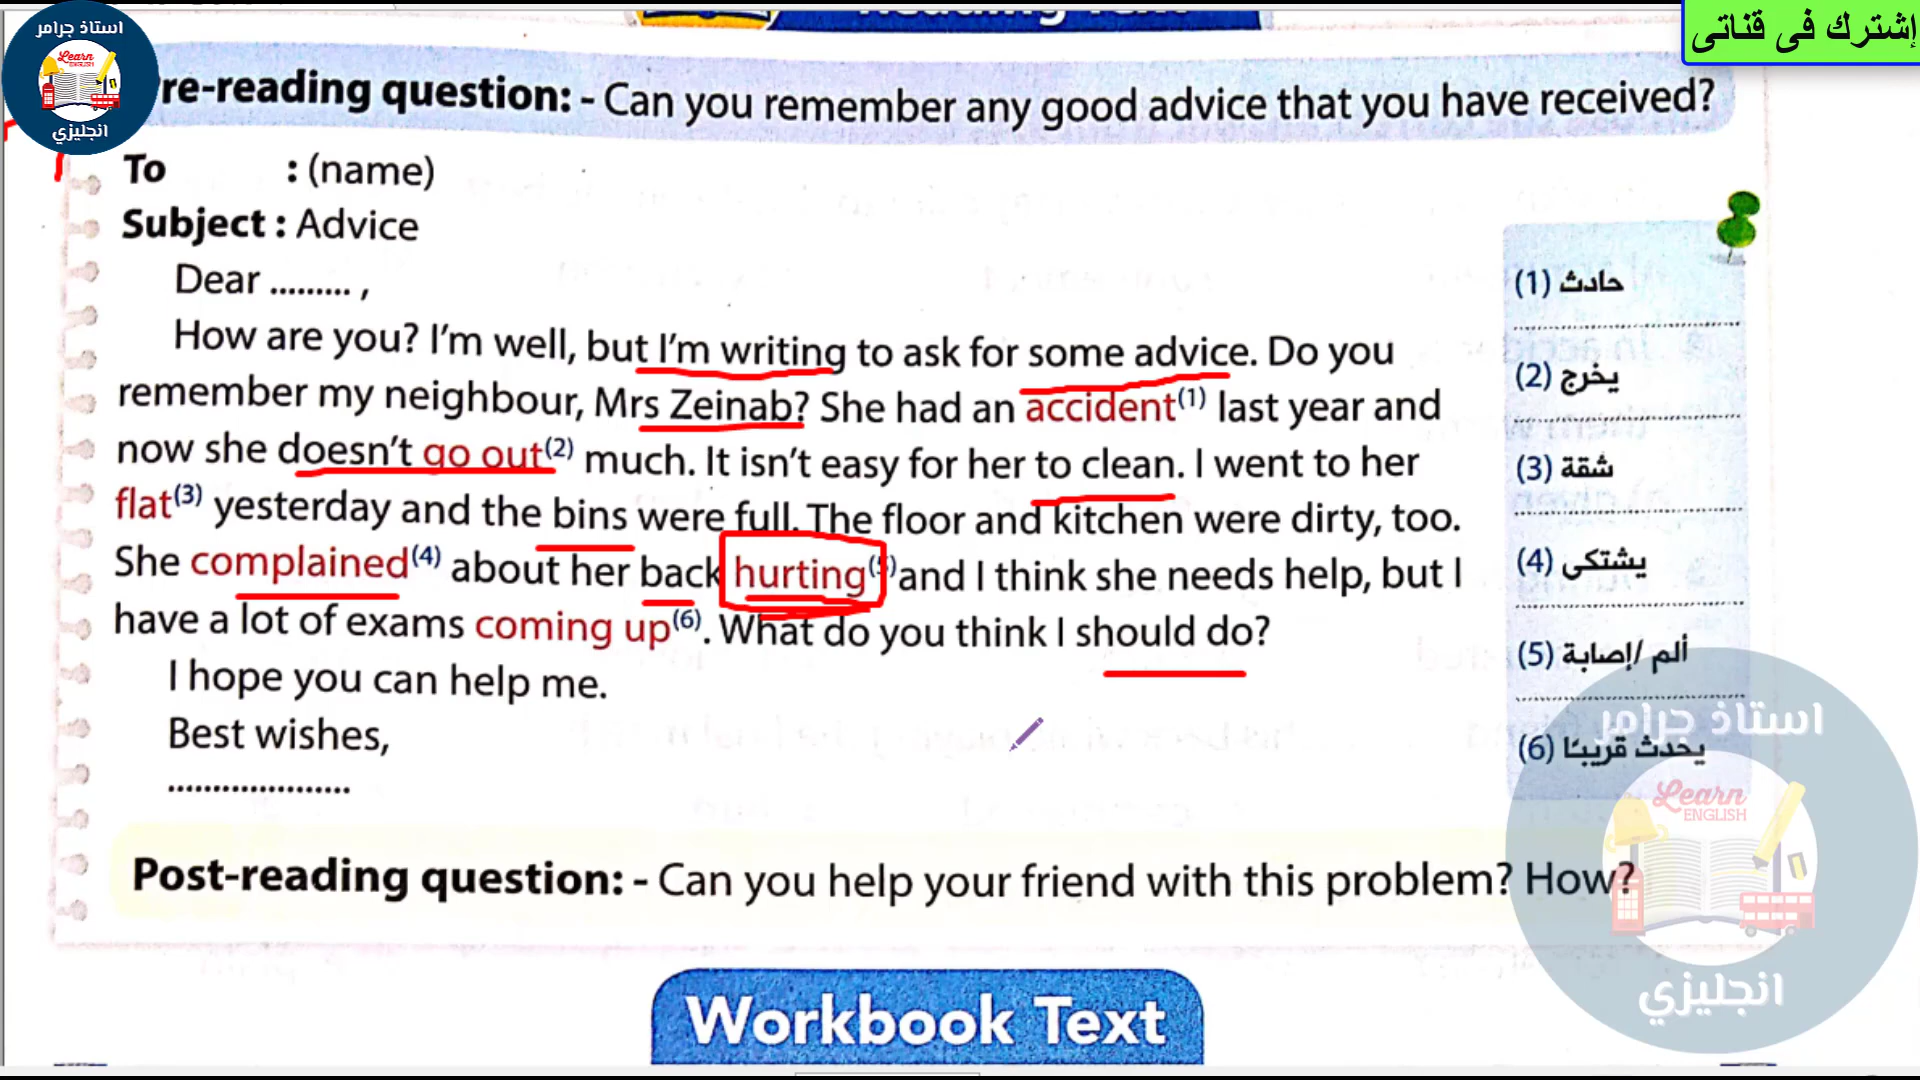 إشترك فى قناتى
استاذ جرامر
Learn
ENGLISH
انجليزي
Reading Text
re-reading question: - Can you remember any good advice that you have received?
To : (name)
Subject : Advice
Dear ......... ,
How are you? I'm well, but I'm writing to ask for some advice. Do you
remember my neighbour, Mrs Zeinab? She had an accident(1) last year and
now she doesn't go out(2) much. It isn't easy for her to clean. I went to her
flat(3) yesterday and the bins were full. The floor and kitchen were dirty, too.
She complained(4) about her back hurting(5) and I think she needs help, but I
have a lot of exams coming up(6). What do you think I should do?
I hope you can help me.
Best wishes,
....................
(1) حادث
(2) يخرج
(3) شقة
(4) يشتكى
(5) ألم /إصابة
(6) يحدث قريبًا
استاذ جرامر
Learn
ENGLISH
انجليزي
Post-reading question: - Can you help your friend with this problem? How?
Workbook Text